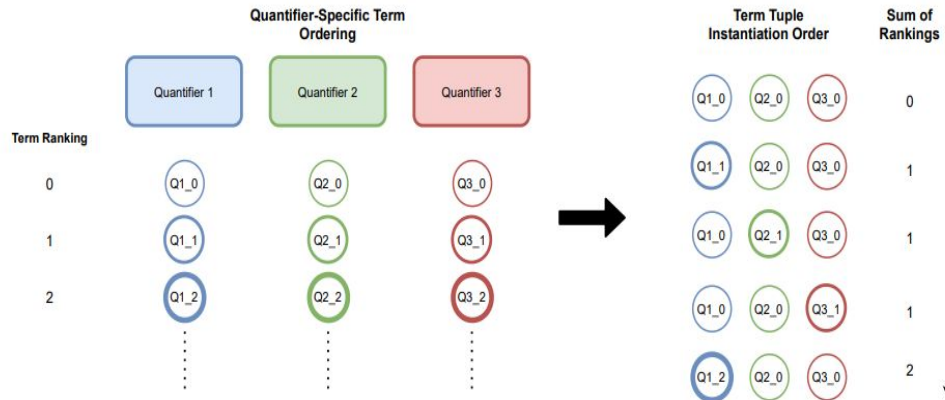 Quantifier-Specific Term
Ordering
Term Tuple
Instantiation Order
Sum of
Rankings
Quantifier 1
Quantifier 2
Quantifier 3
Term Ranking
0
Q1_0
Q2_0
Q3_0
1
Q1_1
Q2_1
Q3_1
2
Q1_2
Q2_2
Q3_2
Q1_0
Q2_0
Q3_0
0
Q1_1
Q2_0
Q3_0
1
Q1_0
Q2_1
Q3_0
1
Q1_0
Q2_0
Q3_1
1
Q1_2
Q2_0
Q3_0
2